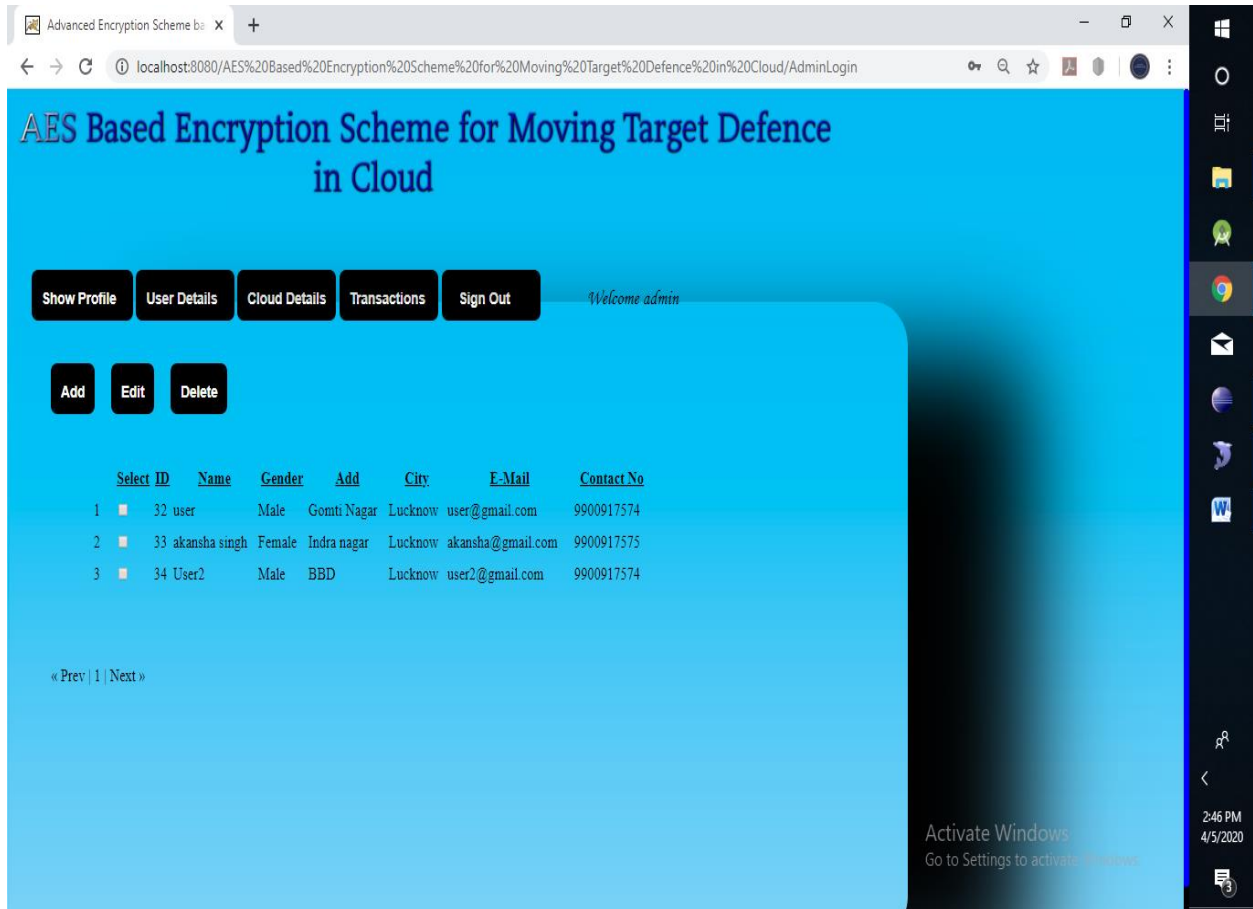 Advanced Encryption Scheme ba
localhost:8080/AES%20Based%20Encryption%20Scheme%20for%20Moving%20Target%20Defence%20in%20Cloud/AdminLogin
AES Based Encryption Scheme for Moving Target Defence
in Cloud
Show Profile User Details Cloud Details Transactions Sign Out Welcome admin
Add Edit Delete
Select ID Name Gender Add City E-Mail Contact No
1 32 user Male Gomti Nagar Lucknow user@gmail.com 9900917574
2 33 akansha singh Female Indra nagar Lucknow akansha@gmail.com 9900917575
3 34 User2 Male BBD Lucknow user2@gmail.com 9900917574
« Prev | 1 | Next »
Activate Windows
Go to Settings to activate Windows.
2:46 PM
4/5/2020
3